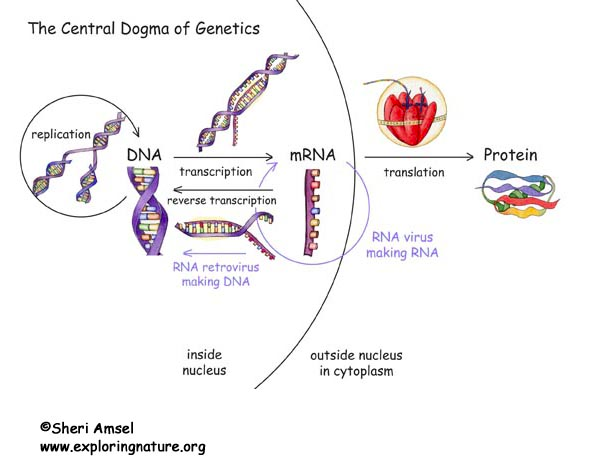 The Central Dogma of Genetics
replication
DNA
transcription
mRNA
translation
Protein
reverse transcription
RNA retrovirus
making DNA
RNA virus
making RNA
inside
nucleus
outside nucleus
in cytoplasm
©Sheri Amsel
www.exploringnature.org